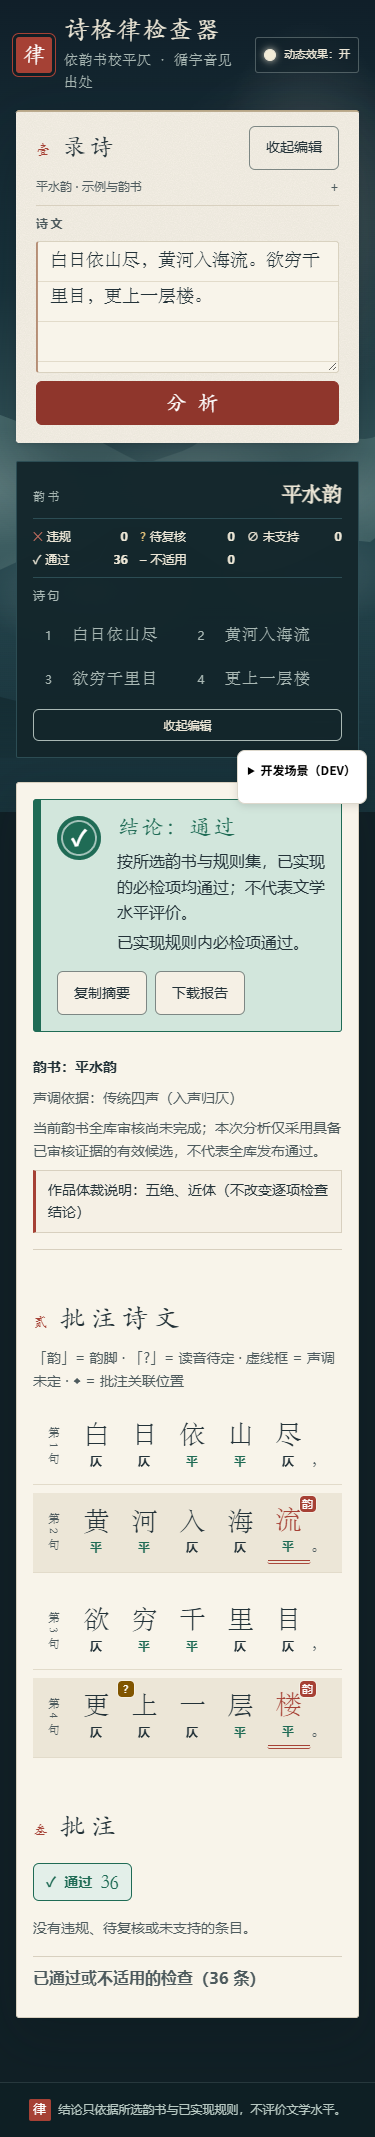 律
诗格律检查器
依韵书校平仄 · 循字音见
出处
动态效果：开
壹 录诗
收起编辑
平水韵 · 示例与韵书 +
诗文
白日依山尽，黄河入海流。欲穷千
里目，更上一层楼。
分析
韵书 平水韵
╳ 违规 0 ? 待复核 0 ∅ 未支持 0
✓ 通过 36 – 不适用 0
诗句
1 白日依山尽 2 黄河入海流
3 欲穷千里目 4 更上一层楼
收起编辑
▶ 开发场景（DEV）
✓ 结论：通过
按所选韵书与规则集，已实现
的必检项均通过；不代表文学
水平评价。
已实现规则内必检项通过。
复制摘要 下载报告
韵书：平水韵
声调依据：传统四声（入声归仄）
当前韵书全库审核尚未完成；本次分析仅采用具备
已审核证据的有效候选，不代表全库发布通过。
作品体裁说明：五绝、近体（不改变逐项检查
结论）
贰 批注诗文
「韵」= 韵脚 · 「?」= 读音待定 · 虚线框 = 声调
未定 · ◆ = 批注关联位置
第1句 白 日 依 山 尽 ，
仄 仄 平 平 仄
第2句 黄 河 入 海 流 韵 。
平 平 仄 仄 平
第3句 欲 穷 千 里 目 ，
仄 平 平 仄 仄
第4句 更 ? 上 一 层 楼 韵 。
仄 仄 仄 平 平
叁 批注
✓ 通过 36
没有违规、待复核或未支持的条目。
已通过或不适用的检查（36 条）
律 结论只依据所选韵书与已实现规则，不评价文学水平。